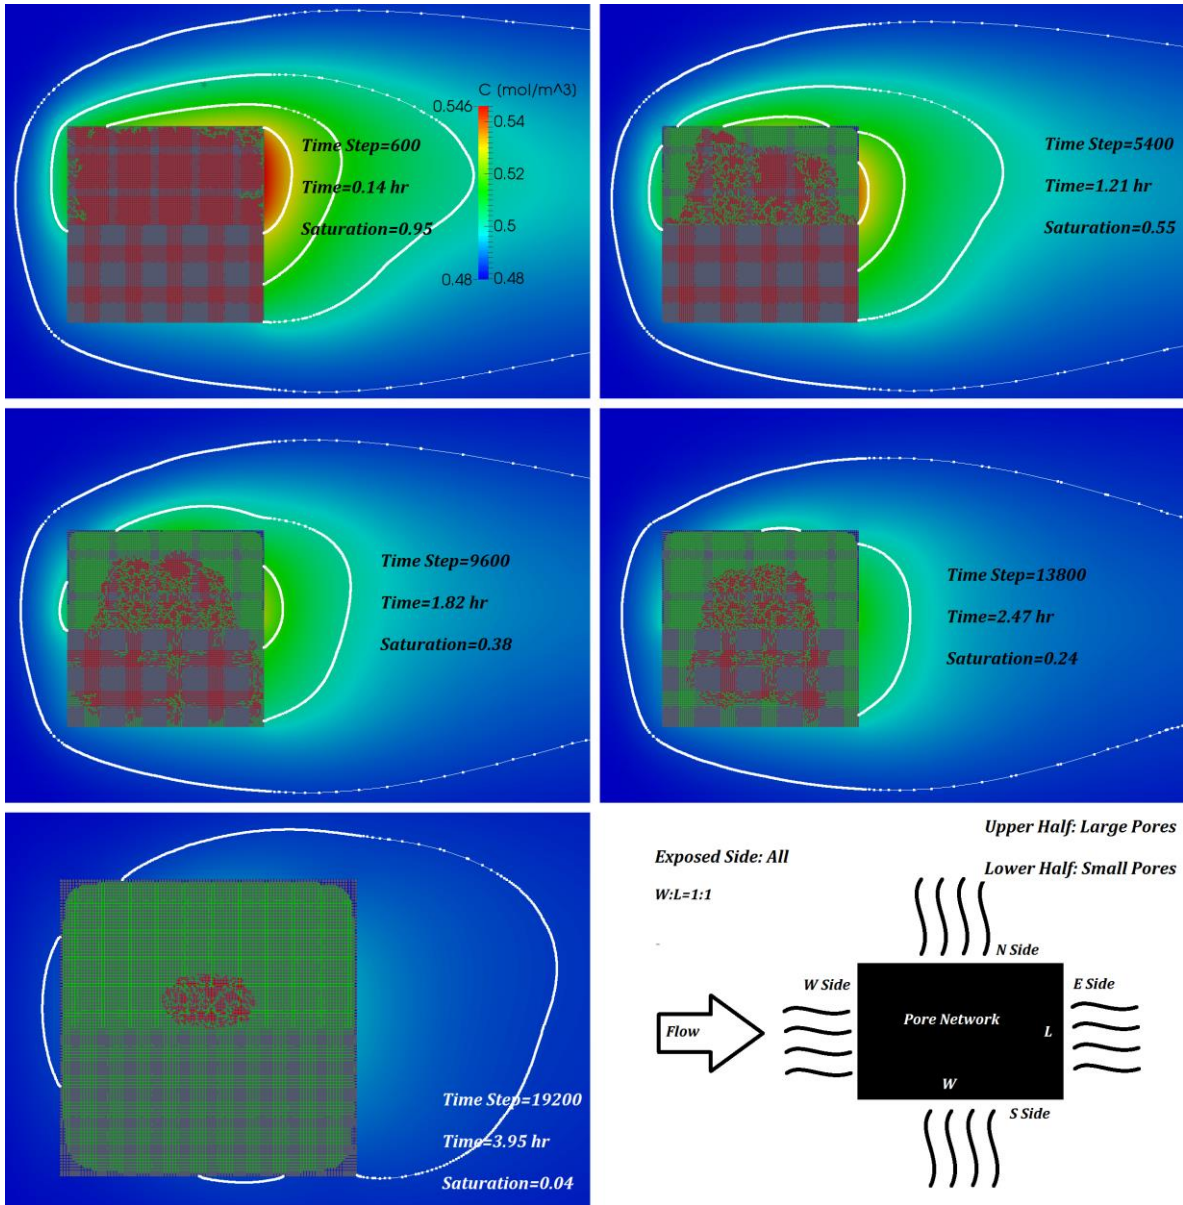 C (mol/m^3)
0.546
0.54
0.52
0.5
0.48
0.48
Time Step=600
Time=0.14 hr
Saturation=0.95
Time Step=5400
Time=1.21 hr
Saturation=0.55
Time Step=9600
Time=1.82 hr
Saturation=0.38
Time Step=13800
Time=2.47 hr
Saturation=0.24
Time Step=19200
Time=3.95 hr
Saturation=0.04
Upper Half: Large Pores
Exposed Side: All
Lower Half: Small Pores
W:L=1:1
N Side
W Side
E Side
Flow
Pore Network
L
W
S Side